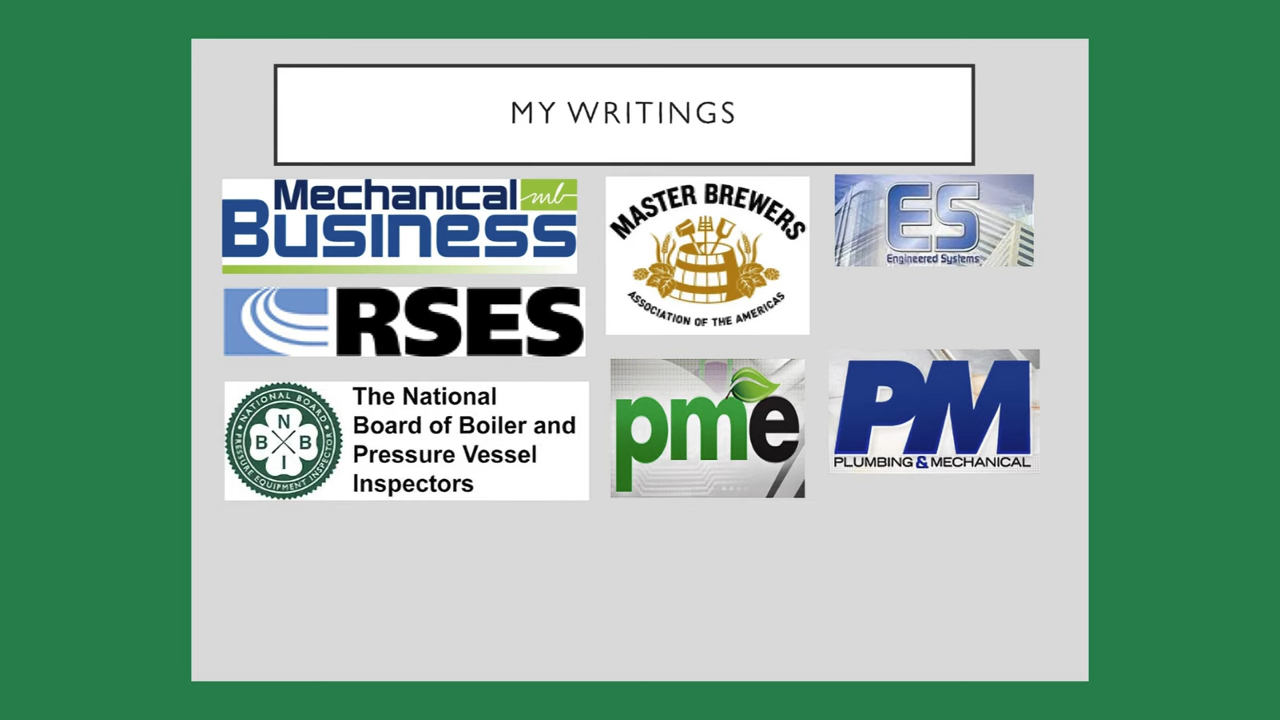 MY WRITINGS
Mechanical
mb
Business
MASTER BREWERS
ASSOCIATION OF THE AMERICAS
ES
Engineered Systems
RSES
NATIONAL BOARD
PRESSURE EQUIPMENT INSPECTOR
N
B B
I
The National
Board of Boiler and
Pressure Vessel
Inspectors
pme
PM
PLUMBING & MECHANICAL